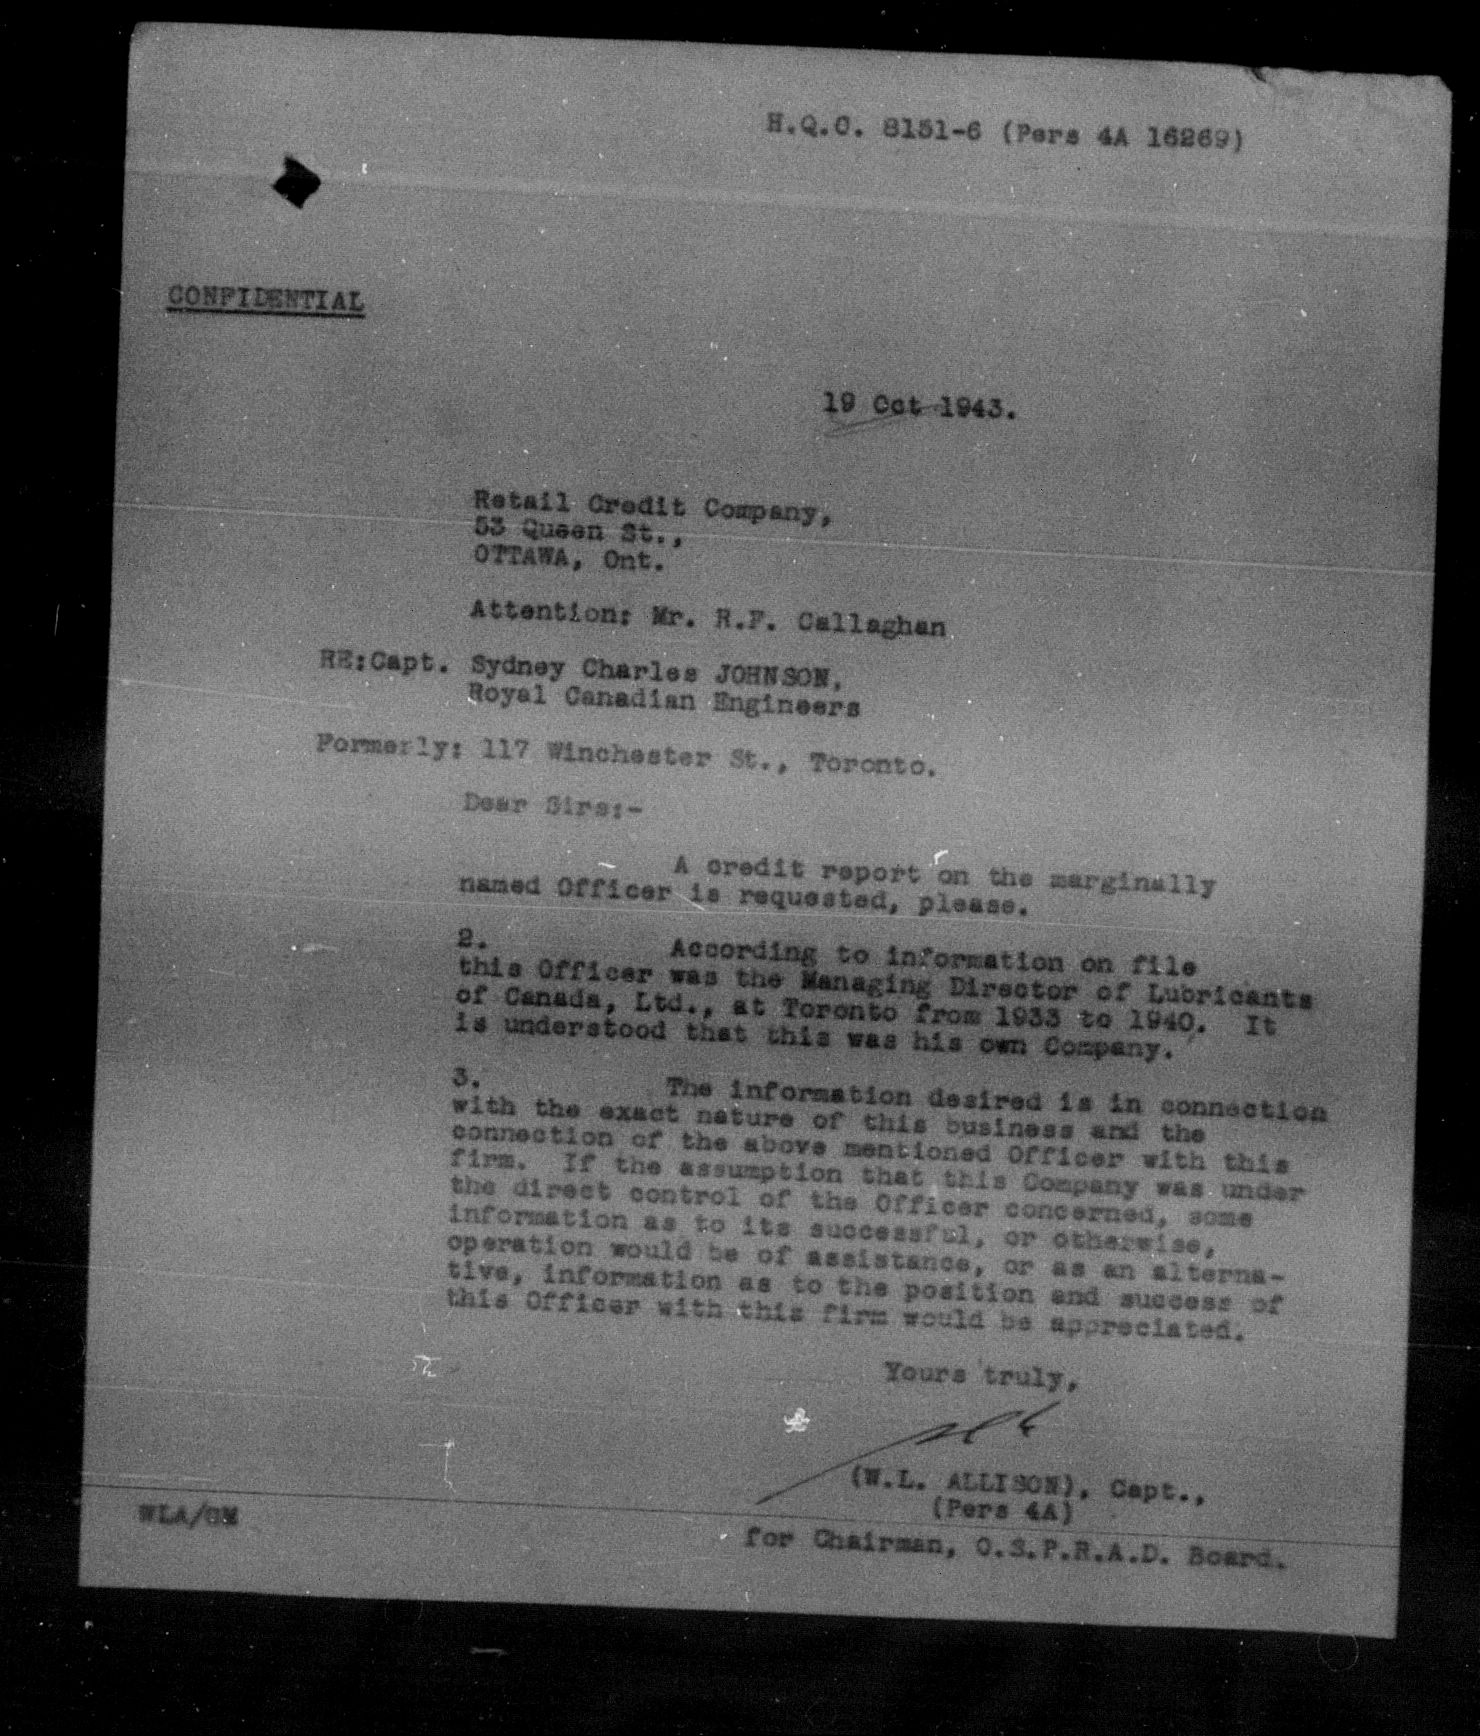 H.Q.C. 8151-6 (Pers 4A 16269)
CONFIDENTIAL
19 Oct 1943.
Retail Credit Company,
53 Queen St.,
OTTAWA, Ont.
Attention: Mr. R.F. Callaghan
RE:Capt. Sydney Charles JOHNSON,
Royal Canadian Engineers
Formerly: 117 Winchester St., Toronto.
Dear Sirs:-
A credit report on the marginally
named Officer is requested, please.
2. According to information on file
this Officer was the Managing Director of Lubricants
of Canada, Ltd., at Toronto from 1933 to 1940. It
is understood that this was his own Company.
3. The information desired is in connection
with the exact nature of this business and the
connection of the above mentioned Officer with this
firm. If the assumption that this Company was under
the direct control of the Officer concerned, some
information as to its successful, or otherwise,
operation would be of assistance, or as an alterna-
tive, information as to the position and success of
this Officer with this firm would be appreciated.
Yours truly,
(W.L. ALLISON), Capt.,
(Pers 4A)
WLA/GM
for Chairman, O.S.P.R.A.D. Board.